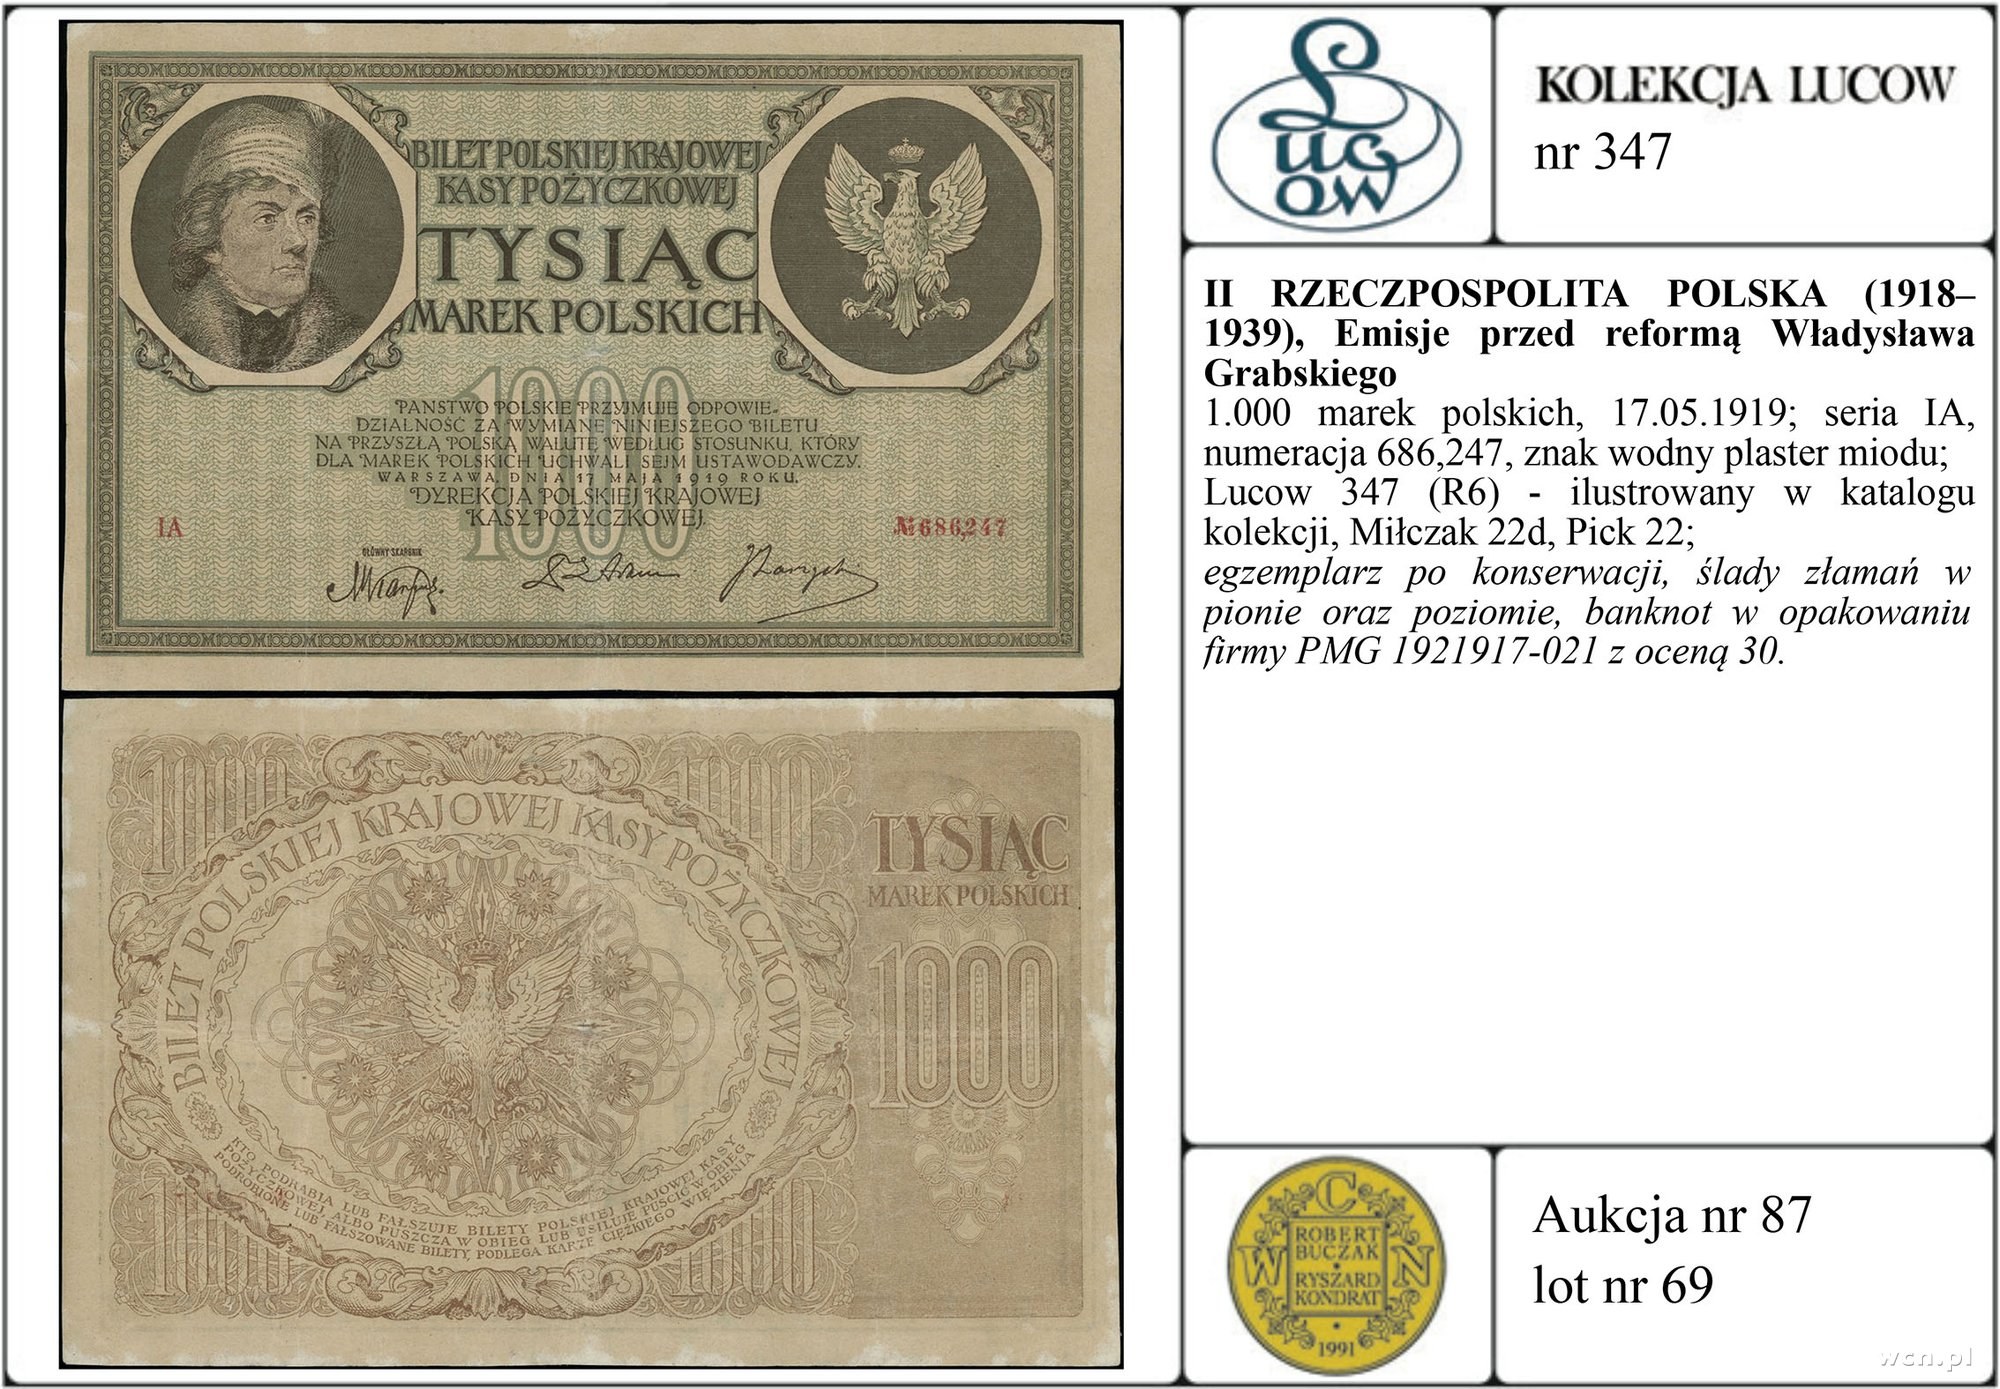 BILET POLSKIEJ KRAJOWEJ
KASY POŻYCZKOWEJ
TYSIĄC
MAREK POLSKICH
1000
PAŃSTWO POLSKIE PRZYJMUJE ODPOWIE-
DZIALNOŚĆ ZA WYMIANĘ NINIEJSZEGO BILETU
NA PRZYSZŁĄ POLSKĄ WALUTĘ WEDŁUG STOSUNKU, KTÓRY
DLA MAREK POLSKICH UCHWALI SEJM USTAWODAWCZY.
WARSZAWA, DNIA 17 MAJA 1919 ROKU.
DYREKCJA POLSKIEJ KRAJOWEJ
KASY POŻYCZKOWEJ.
IA
№686,247
GŁÓWNY SKARBNIK
1000
1000
BILET POLSKIEJ KRAJOWEJ KASY POŻYCZKOWEJ
TYSIĄC
MAREK POLSKICH
1000
KTO PODRABIA LUB FAŁSZUJE BILETY POLSKIEJ KRAJOWEJ KASY
POŻYCZKOWEJ ALBO PUSZCZA W OBIEG LUB USIŁUJE PUŚCIĆ W OBIEG
PODROBIONE LUB FAŁSZOWANE BILETY, PODLEGA KARZE CIĘŻKIEGO WIĘZIENIA
1000
1000
Lucow
KOLEKCJA LUCOW
nr 347
II RZECZPOSPOLITA POLSKA (1918–
1939), Emisje przed reformą Władysława
Grabskiego
1.000 marek polskich, 17.05.1919; seria IA,
numeracja 686,247, znak wodny plaster miodu;
Lucow 347 (R6) - ilustrowany w katalogu
kolekcji, Miłczak 22d, Pick 22;
egzemplarz po konserwacji, ślady złamań w
pionie oraz poziomie, banknot w opakowaniu
firmy PMG 1921917-021 z oceną 30.
W C N
ROBERT
BUCZAK
RYSZARD
KONDRAT
1991
Aukcja nr 87
lot nr 69
wcn.pl